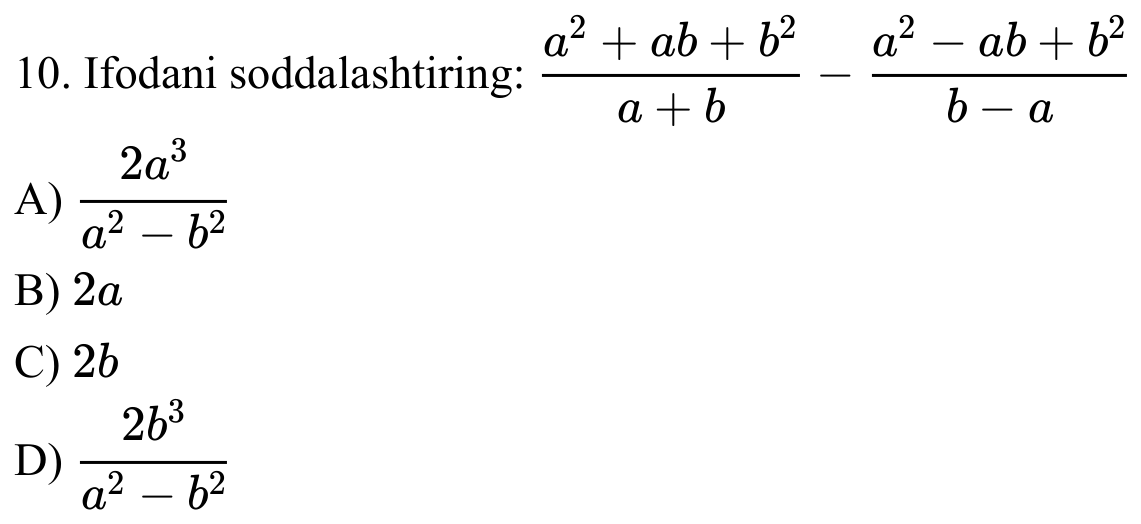 10. Ifodani soddalashtiring: $\frac{a^2 + ab + b^2}{a + b} - \frac{a^2 - ab + b^2}{b - a}$
A) $\frac{2a^3}{a^2 - b^2}$
B) $2a$
C) $2b$
D) $\frac{2b^3}{a^2 - b^2}$